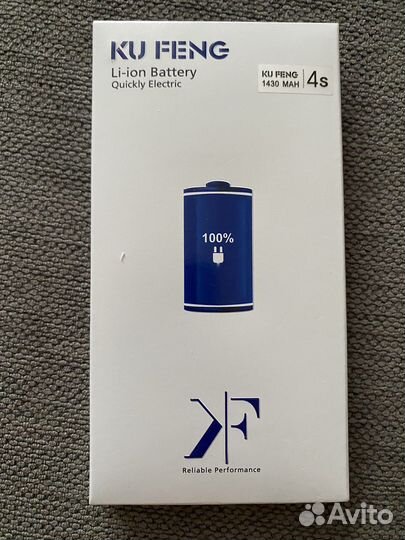 KU FENG
Li-ion Battery
Quickly Electric
KU FENG
1430 MAH
4s
100%
KF
Reliable Performance
Avito